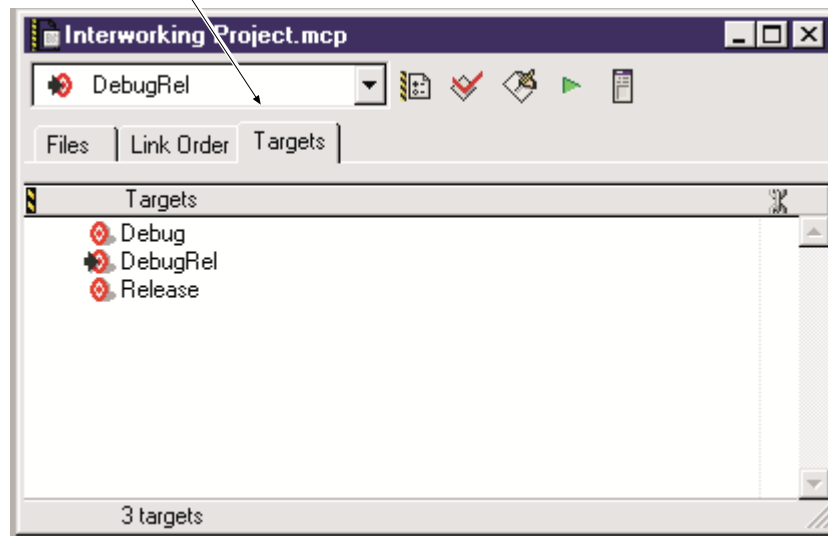 Interworking Project.mcp
DebugRel
Files Link Order Targets
Targets
Debug
DebugRel
Release
3 targets